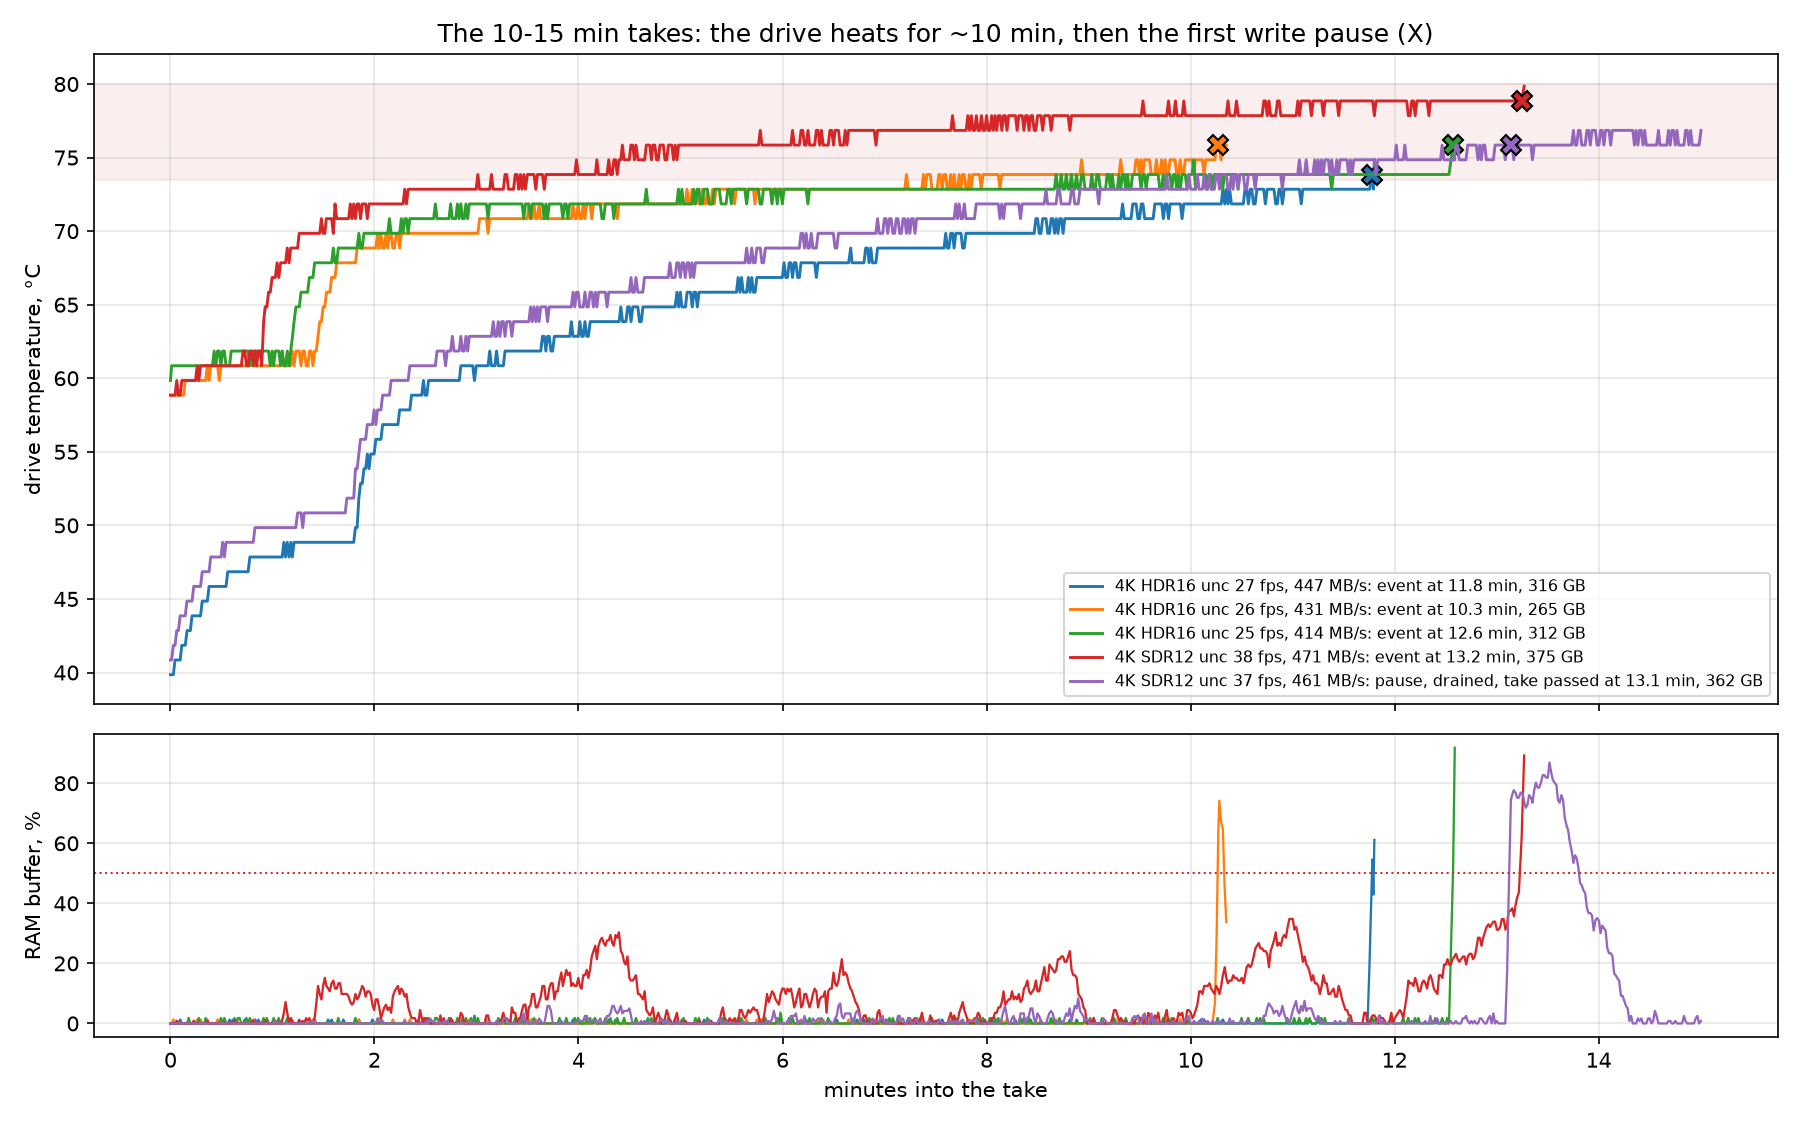 The 10-15 min takes: the drive heats for ~10 min, then the first write pause (X)
80
75
70
65
60
55
50
45
40
drive temperature, °C
4K HDR16 unc 27 fps, 447 MB/s: event at 11.8 min, 316 GB
4K HDR16 unc 26 fps, 431 MB/s: event at 10.3 min, 265 GB
4K HDR16 unc 25 fps, 414 MB/s: event at 12.6 min, 312 GB
4K SDR12 unc 38 fps, 471 MB/s: event at 13.2 min, 375 GB
4K SDR12 unc 37 fps, 461 MB/s: pause, drained, take passed at 13.1 min, 362 GB
80
60
40
20
0
RAM buffer, %
0 2 4 6 8 10 12 14
minutes into the take